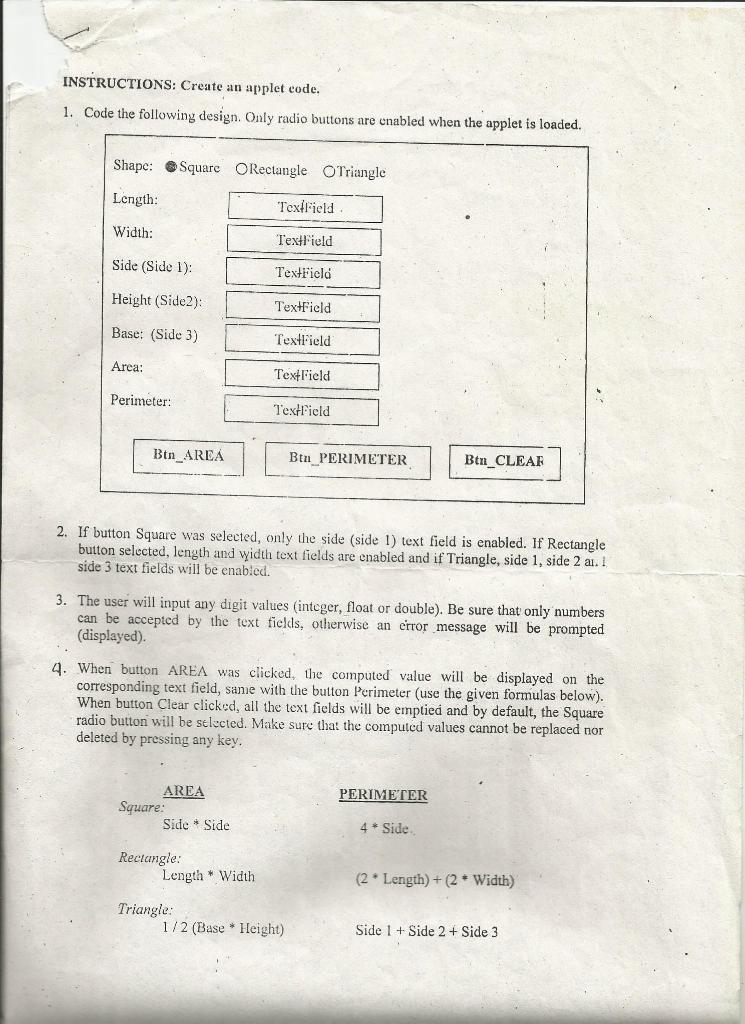 INSTRUCTIONS: Create an applet code.
1. Code the following design. Only radio buttons are enabled when the applet is loaded.
Shape: Square Rectangle Triangle
Length: TextField
Width: TextField
Side (Side 1): TextField
Height (Side2): TextField
Base: (Side 3) TextField
Area: TextField
Perimeter: TextField
Btn_AREA Btn_PERIMETER Btn_CLEAR
2. If button Square was selected, only the side (side 1) text field is enabled. If Rectangle
button selected, length and width text fields are enabled and if Triangle, side 1, side 2
side 3 text fields will be enabled.
3. The user will input any digit values (integer, float or double). Be sure that only numbers
can be accepted by the text fields, otherwise an error message will be prompted
(displayed).
4. When button AREA was clicked, the computed value will be displayed on the
corresponding text field, same with the button Perimeter (use the given formulas below).
When button Clear clicked, all the text fields will be emptied and by default, the Square
radio button will be selected. Make sure that the computed values cannot be replaced nor
deleted by pressing any key.
AREA PERIMETER
Square:
Side * Side 4 * Side
Rectangle:
Length * Width (2 * Length) + (2 * Width)
Triangle:
1 / 2 (Base * Height) Side 1 + Side 2 + Side 3